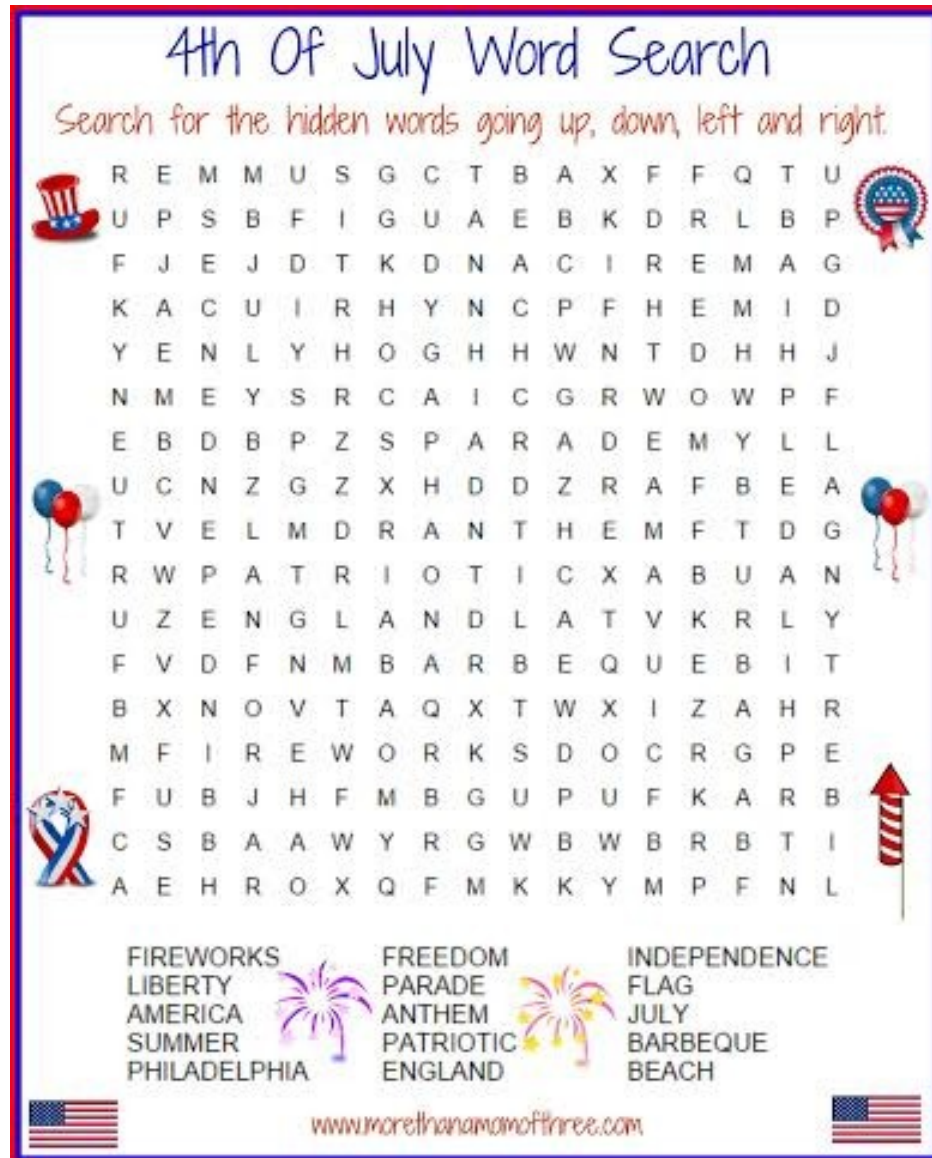 4th Of July Word Search
Search for the hidden words going up, down, left and right.
R E M M U S G C T B A X F F Q T U
U P S B F I G U A E B K D R L B P
F J E J D T K D N A C I R E M A G
K A C U I R H Y N C P F H E M I D
Y E N L Y H O G H H W N T D H H J
N M E Y S R C A I C G R W O W P F
E B D B P Z S P A R A D E M Y L L
U C N Z G Z X H D D Z R A F B E A
T V E L M D R A N T H E M F T D G
R W P A T R I O T I C X A B U A N
U Z E N G L A N D L A T V K R L Y
F V D F N M B A R B E Q U E B I T
B X N O V T A Q X T W X I Z A H R
M F I R E W O R K S D O C R G P E
F U B J H F M B G U P U F K A R B
C S B A A W Y R G W B W B R B T I
A E H R O X Q F M K K Y M P F N L
FIREWORKS FREEDOM INDEPENDENCE
LIBERTY PARADE FLAG
AMERICA ANTHEM JULY
SUMMER PATRIOTIC BARBEQUE
PHILADELPHIA ENGLAND BEACH
www.morethanamomofthree.com